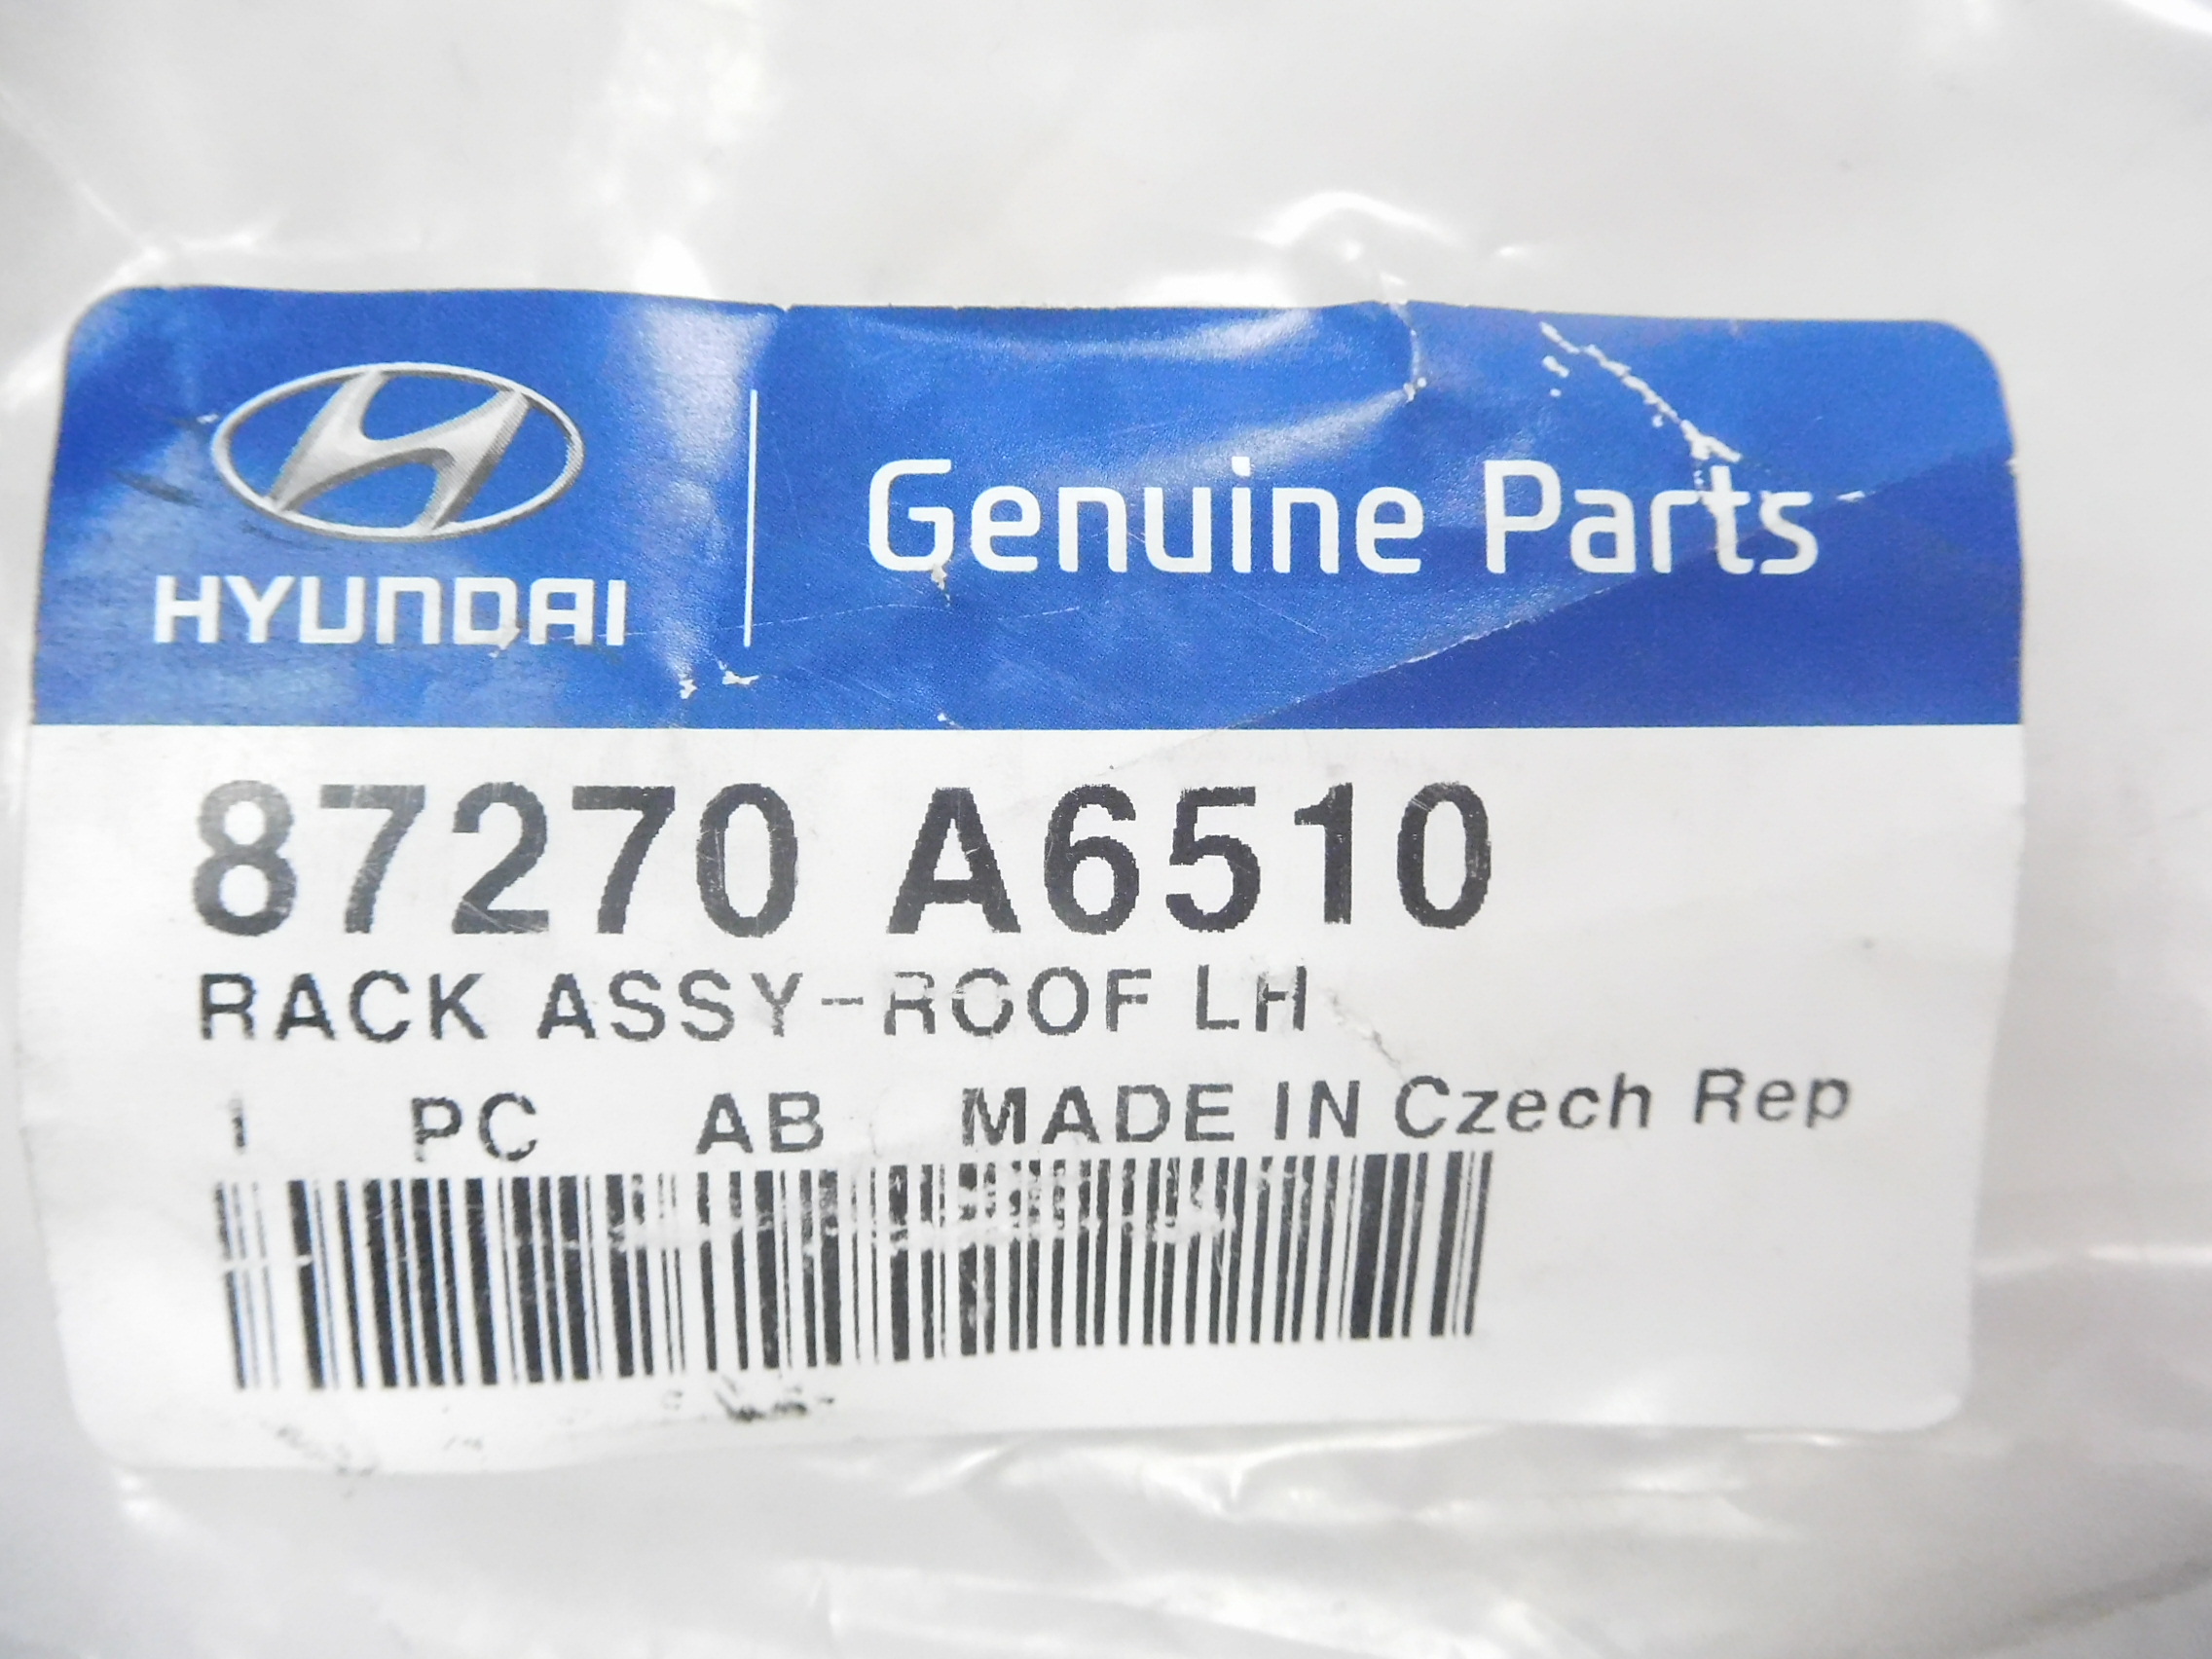 HYUNDAI
Genuine Parts
87270 A6510
RACK ASSY-ROOF LH
1 PC AB MADE IN Czech Rep